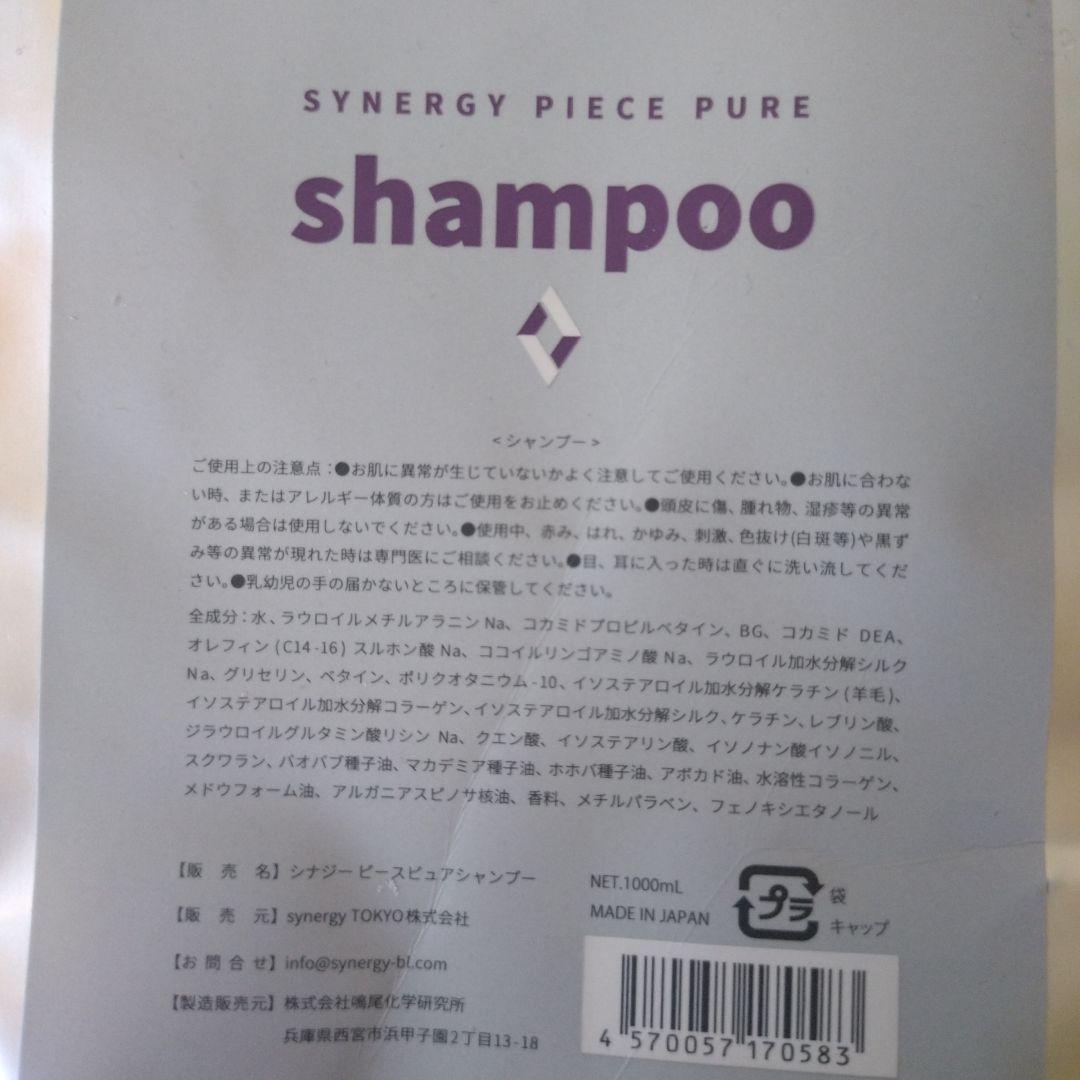 SYNERGY PIECE PURE
shampoo
<シャンプー>
ご使用上の注意点：●お肌に異常が生じていないかよく注意してご使用ください。●お肌に合わな
い時、またはアレルギー体質の方はご使用をお止めください。●頭皮に傷、腫れ物、湿疹等の異常
がある場合は使用しないでください。●使用中、赤み、はれ、かゆみ、刺激、色抜け(白斑等)や黒ず
み等の異常が現れた時は専門医にご相談ください。●目、耳に入った時は直ぐに洗い流してくだ
さい。●乳幼児の手の届かないところに保管してください。
全成分：水、ラウロイルメチルアラニンNa、コカミドプロピルベタイン、BG、コカミド DEA、
オレフィン(C14-16)スルホン酸Na、ココイルリンゴアミノ酸Na、ラウロイル加水分解シルク
Na、グリセリン、ベタイン、ポリクオタニウム-10、イソステアロイル加水分解ケラチン(羊毛)、
イソステアロイル加水分解コラーゲン、イソステアロイル加水分解シルク、ケラチン、レブリン酸、
ジラウロイルグルタミン酸リシンNa、クエン酸、イソステアリン酸、イソノナン酸イソノニル、
スクワラン、バオバブ種子油、マカデミア種子油、ホホバ種子油、アボカド油、水溶性コラーゲン、
メドウフォーム油、アルガニアスピノサ核油、香料、メチルパラベン、フェノキシエタノール
【販売名】シナジーピースピュアシャンプー
【販売元】synergy TOKYO株式会社
【お問合せ】info@synergy-bl.com
【製造販売元】株式会社鳴尾化学研究所
兵庫県西宮市浜甲子園2丁目13-18
NET.1000mL
MADE IN JAPAN
プラ
袋
キャップ
4 570057 170583